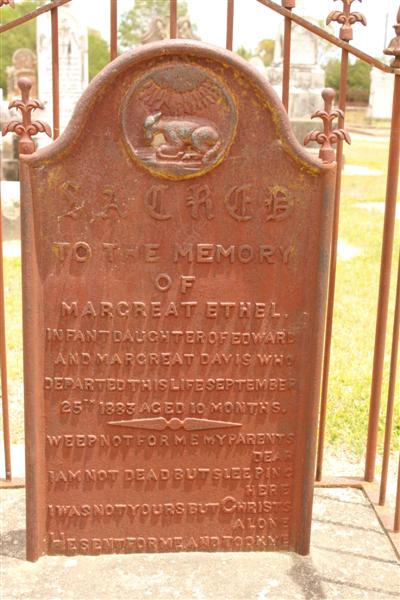 SACRED
TO THE MEMORY
OF
MARGREAT ETHEL.
INFANT DAUGHTER OF EDWARD
AND MARGREAT DAVIS WHO
DEPARTED THIS LIFE SEPTEMBER
25TH 1883 AGED 10 MONTHS.
WEEP NOT FOR ME MY PARENTS
DEAR
I AM NOT DEAD BUT SLEEPING
HERE
I WAS NOT YOURS BUT CHRISTS
ALONE
HE SENT FOR ME AND TOOK ME